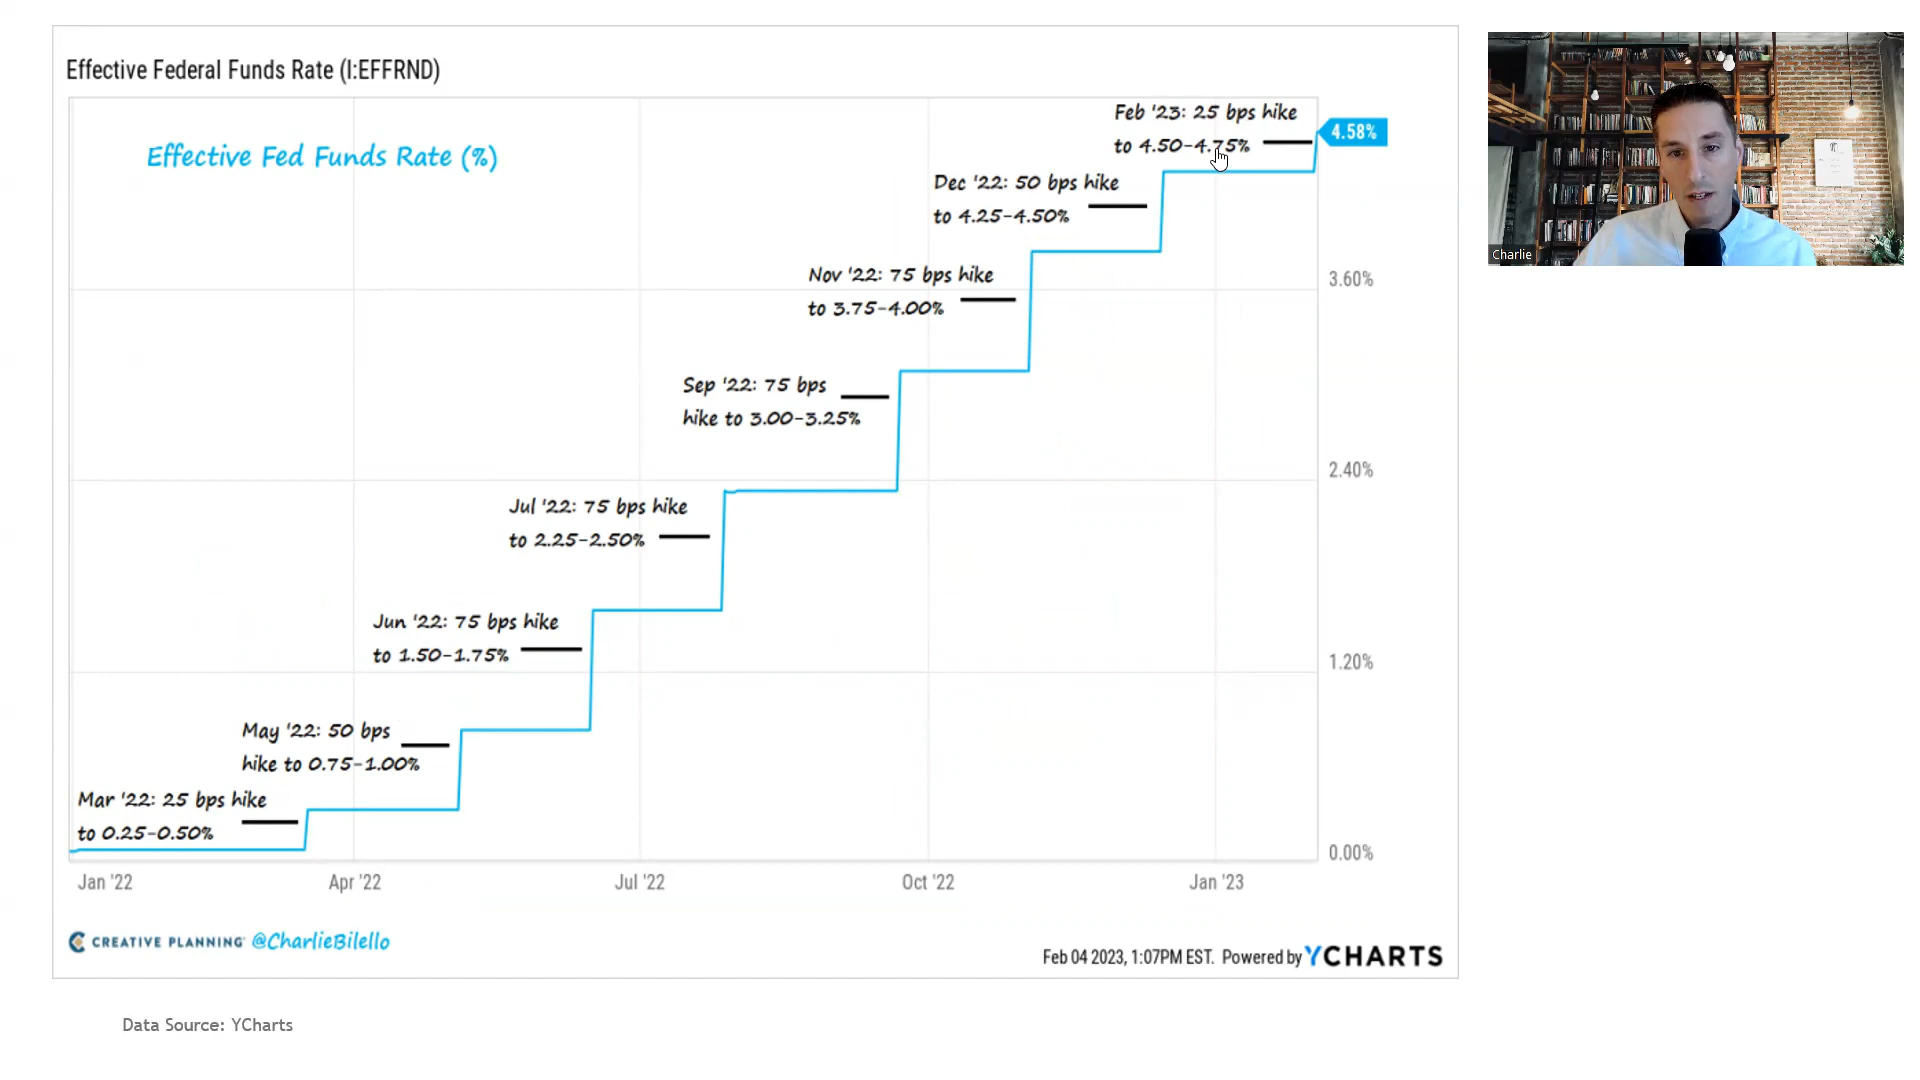 Effective Federal Funds Rate (I:EFFRND)
Effective Fed Funds Rate (%)
Feb '23: 25 bps hike
to 4.50-4.75%
4.58%
Dec '22: 50 bps hike
to 4.25-4.50%
Nov '22: 75 bps hike
to 3.75-4.00%
3.60%
Sep '22: 75 bps
hike to 3.00-3.25%
2.40%
Jul '22: 75 bps hike
to 2.25-2.50%
Jun '22: 75 bps hike
to 1.50-1.75%
1.20%
May '22: 50 bps
hike to 0.75-1.00%
Mar '22: 25 bps hike
to 0.25-0.50%
0.00%
Jan '22 Apr '22 Jul '22 Oct '22 Jan '23
CREATIVE PLANNING @CharlieBilello
Feb 04 2023, 1:07PM EST. Powered by YCHARTS
Data Source: YCharts
Charlie